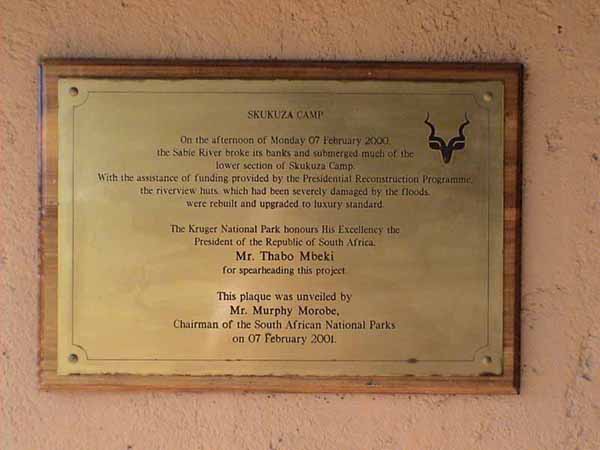 SKUKUZA CAMP
On the afternoon of Monday 07 February 2000,
the Sabie River broke its banks and submerged much of the
lower section of Skukuza Camp.
With the assistance of funding provided by the Presidential Reconstruction Programme,
the riverview huts, which had been severely damaged by the floods,
were rebuilt and upgraded to luxury standard.
The Kruger National Park honours His Excellency the
President of the Republic of South Africa,
Mr. Thabo Mbeki
for spearheading this project.
This plaque was unveiled by
Mr. Murphy Morobe,
Chairman of the South African National Parks
on 07 February 2001.